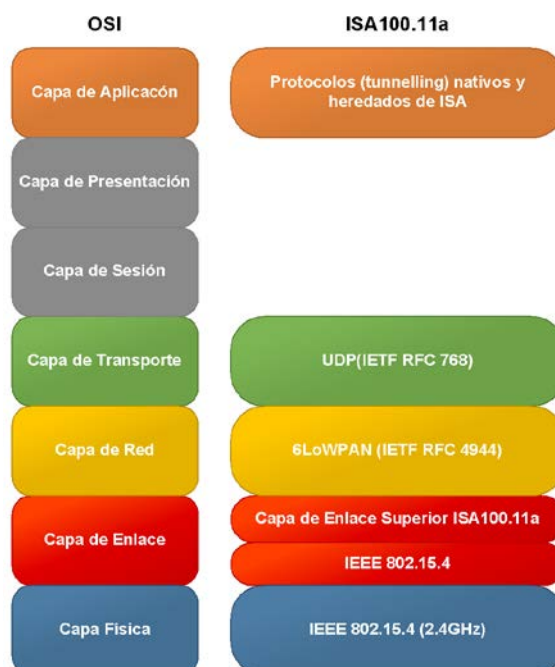 OSI
ISA100.11a
Capa de Aplicacón
Protocolos (tunnelling) nativos y
heredados de ISA
Capa de Presentación
Capa de Sesión
Capa de Transporte
UDP(IETF RFC 768)
Capa de Red
6LoWPAN (IETF RFC 4944)
Capa de Enlace
Capa de Enlace Superior ISA100.11a
IEEE 802.15.4
Capa Fisica
IEEE 802.15.4 (2.4GHz)